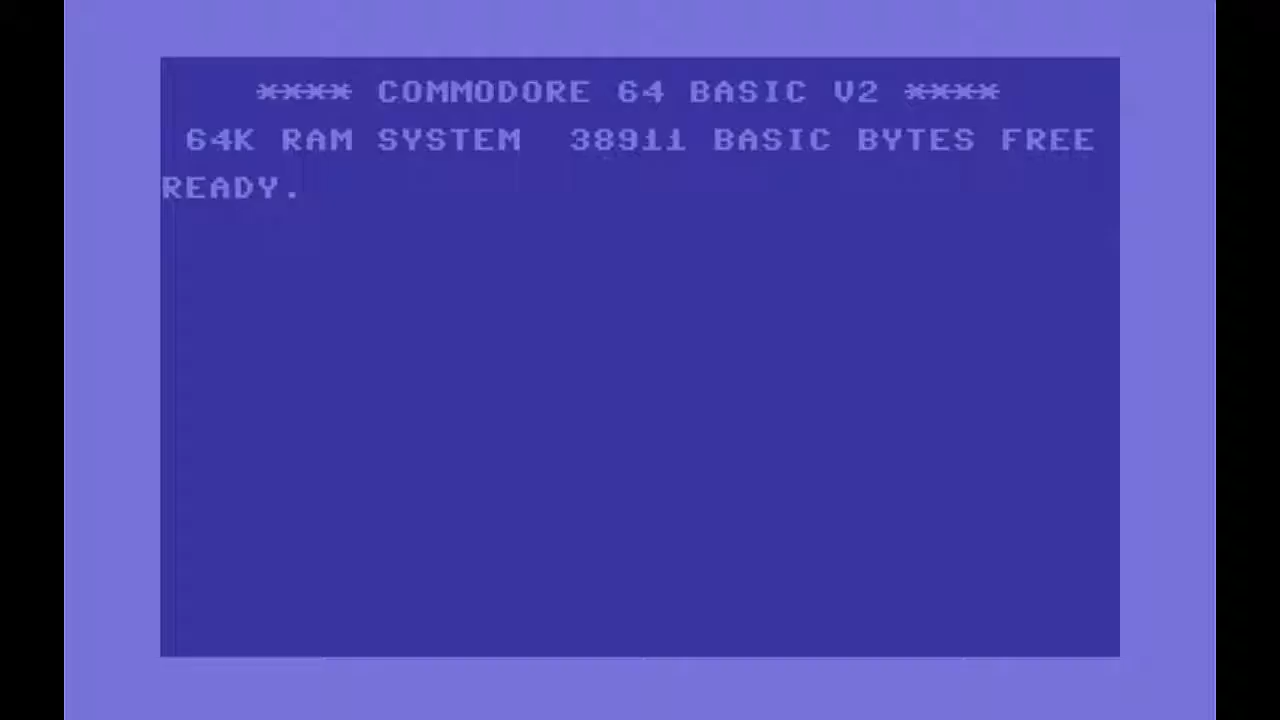 **** COMMODORE 64 BASIC V2 ****
64K RAM SYSTEM  38911 BASIC BYTES FREE
READY.